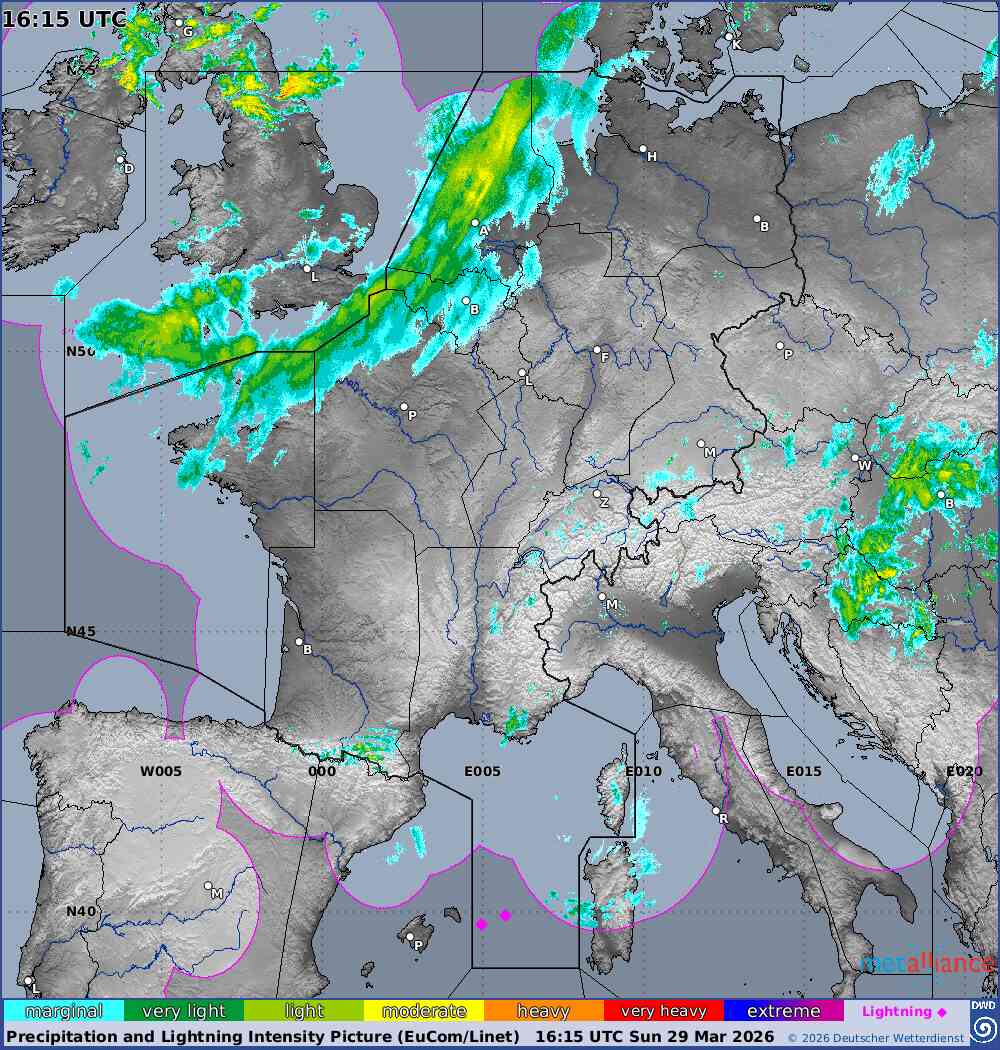 16:15 UTC
G
K
N55
D
H
A
B
L
B
N50
F
P
L
P
M
W
Z
B
M
N45
B
W005
000
E005
E010
E015
E020
R
M
N40
P
L
metalliance
marginal very light light moderate heavy very heavy extreme Lightning
DWD
Precipitation and Lightning Intensity Picture (EuCom/Linet) 16:15 UTC Sun 29 Mar 2026 © 2026 Deutscher Wetterdienst